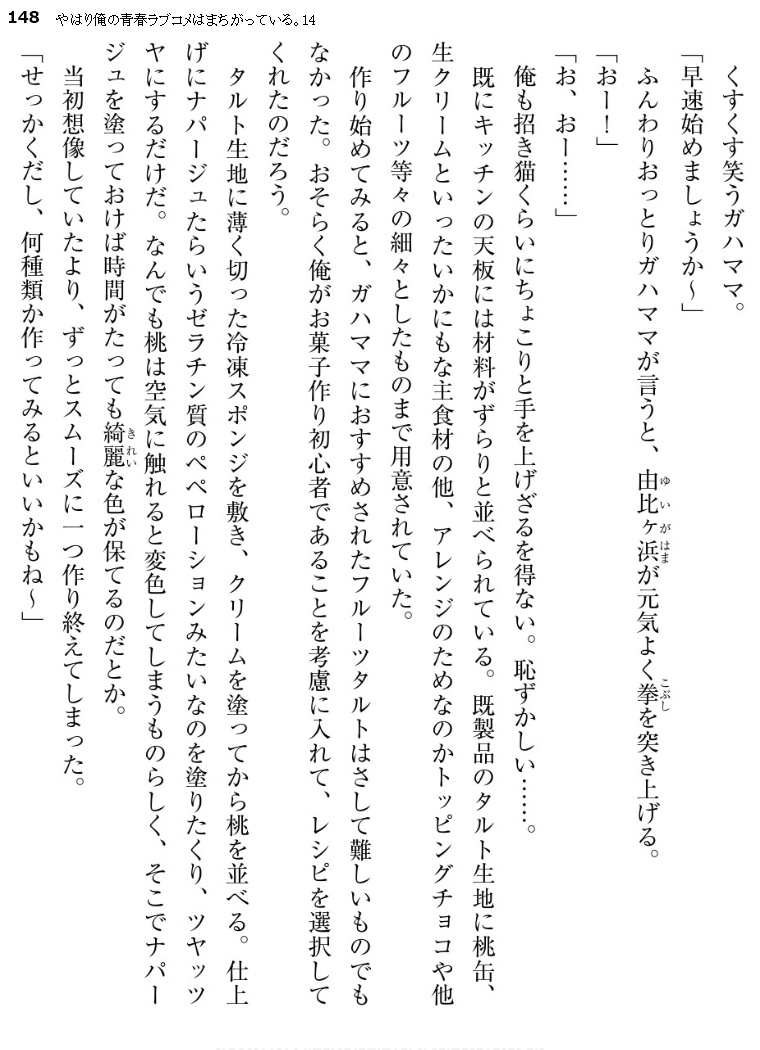 148 やはり俺の青春ラブコメはまちがっている。14
くすくす笑うガハママ。
「早速始めましょうか～」
ふんわりおっとりガハママが言うと、由比ヶ浜が元気よく拳を突き上げる。
「おー！」
「お、おー……」
俺も招き猫くらいにちょこりと手を上げざるを得ない。恥ずかしい……。
既にキッチンの天板には材料がずらりと並べられている。既製品のタルト生地に桃缶、
生クリームといったいかにもな主食材の他、アレンジのためなのかトッピングチョコや他
のフルーツ等々の細々としたものまで用意されていた。
作り始めてみると、ガハママにおすすめされたフルーツタルトはさして難しいものでも
なかった。おそらく俺がお菓子作り初心者であることを考慮に入れて、レシピを選択して
くれたのだろう。
タルト生地に薄く切った冷凍スポンジを敷き、クリームを塗ってから桃を並べる。仕上
げにナパージュたらいうゼラチン質のペペローションみたいなのを塗りたくり、ツヤッツ
ヤにするだけだ。なんでも桃は空気に触れると変色してしまうものらしく、そこでナパー
ジュを塗っておけば時間がたっても綺麗な色が保てるのだとか。
当初想像していたより、ずっとスムーズに一つ作り終えてしまった。
「せっかくだし、何種類か作ってみるといいかもね～」